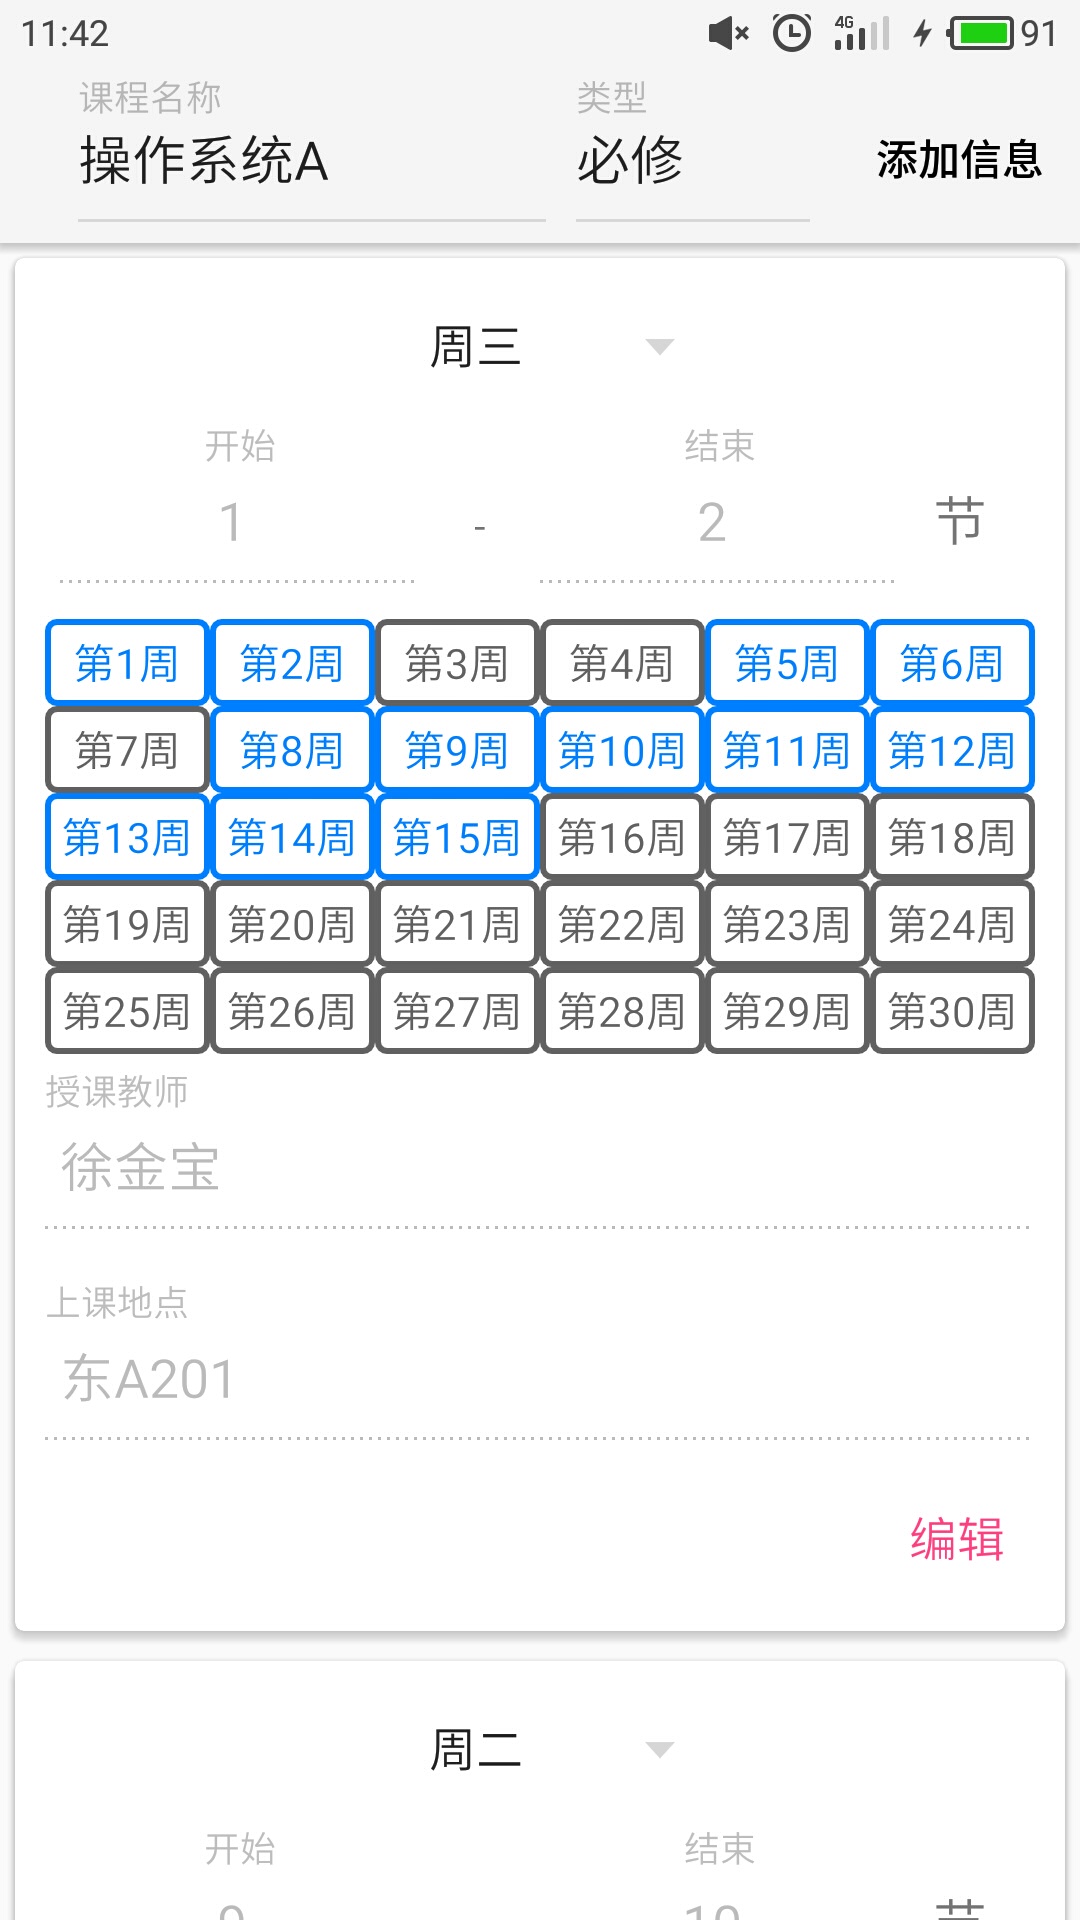 11:42 4G 91
课程名称 类型
操作系统A 必修 添加信息
周三
开始 结束
1 - 2 节
第1周 第2周 第3周 第4周 第5周 第6周
第7周 第8周 第9周 第10周 第11周 第12周
第13周 第14周 第15周 第16周 第17周 第18周
第19周 第20周 第21周 第22周 第23周 第24周
第25周 第26周 第27周 第28周 第29周 第30周
授课教师
徐金宝
上课地点
东A201
编辑
周二
开始 结束